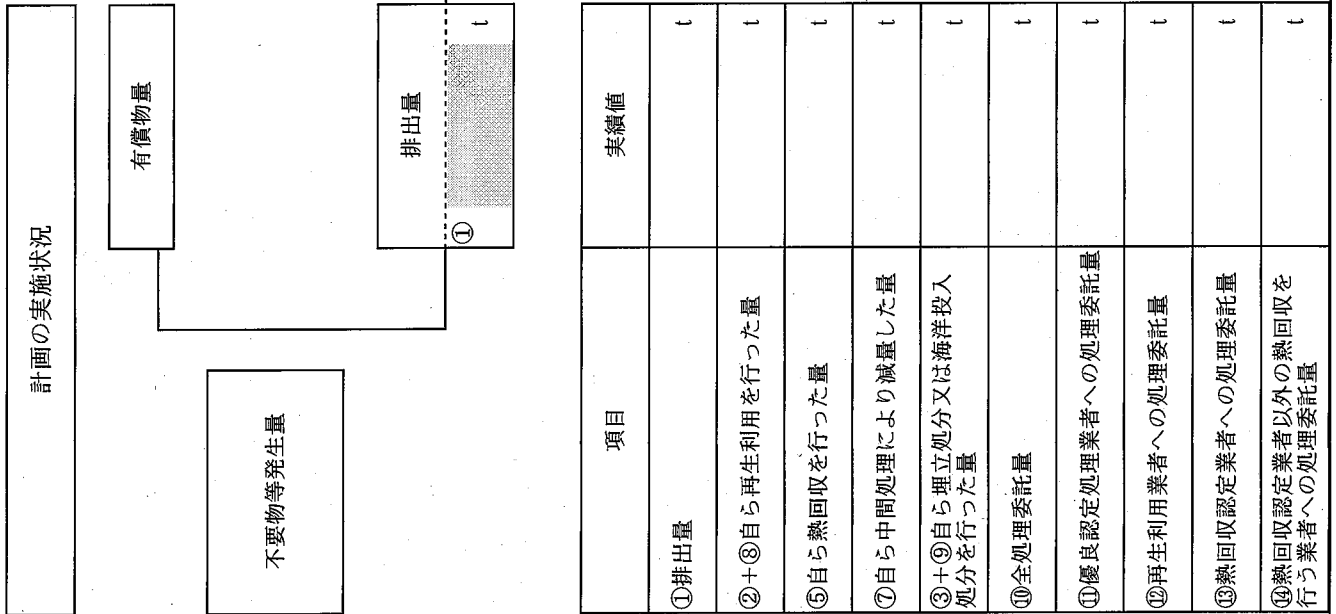 計画の実施状況
有償物量
不要物等発生量
排出量
① t
項目 実績値
①排出量 t
②+⑧自ら再生利用を行った量 t
⑤自ら熱回収を行った量 t
⑦自ら中間処理により減量した量 t
③+⑨自ら埋立処分又は海洋投入
処分を行った量 t
⑩全処理委託量 t
⑪優良認定処理業者への処理委託量 t
⑫再生利用業者への処理委託量 t
⑬熱回収認定業者への処理委託量 t
⑭熱回収認定業者以外の熱回収を
行う業者への処理委託量 t